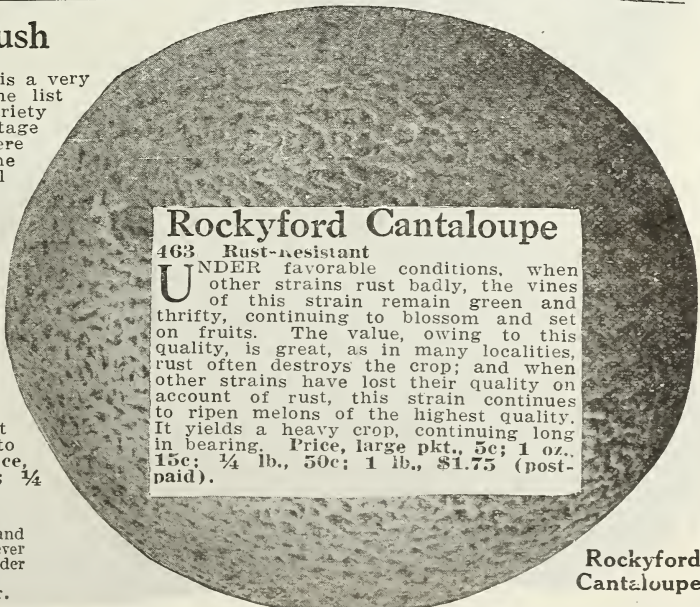 ush
is a very
he list
riety
tage
ere
he
l
Rockyford Cantaloupe
463 Rust-Resistant
UNDER favorable conditions, when
other strains rust badly, the vines
of this strain remain green and
thrifty, continuing to blossom and set
on fruits. The value, owing to this
quality, is great, as in many localities,
rust often destroys the crop; and when
other strains have lost their quality on
account of rust, this strain continues
to ripen melons of the highest quality.
It yields a heavy crop, continuing long
in bearing. Price, large pkt., 5c; 1 oz.,
15c; ¼ lb., 50c; 1 lb., $1.75 (post-
paid).
t
to
ce,
; ¼
and
ever
der
r.
Rockyford
Cantaloupe